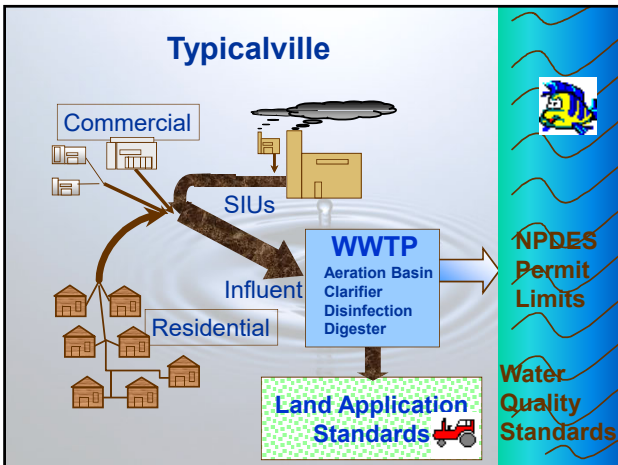 Typicalville
Commercial
SIUs
Influent
Residential
WWTP
Aeration Basin
Clarifier
Disinfection
Digester
NPDES
Permit
Limits
Land Application
Standards
Water
Quality
Standards